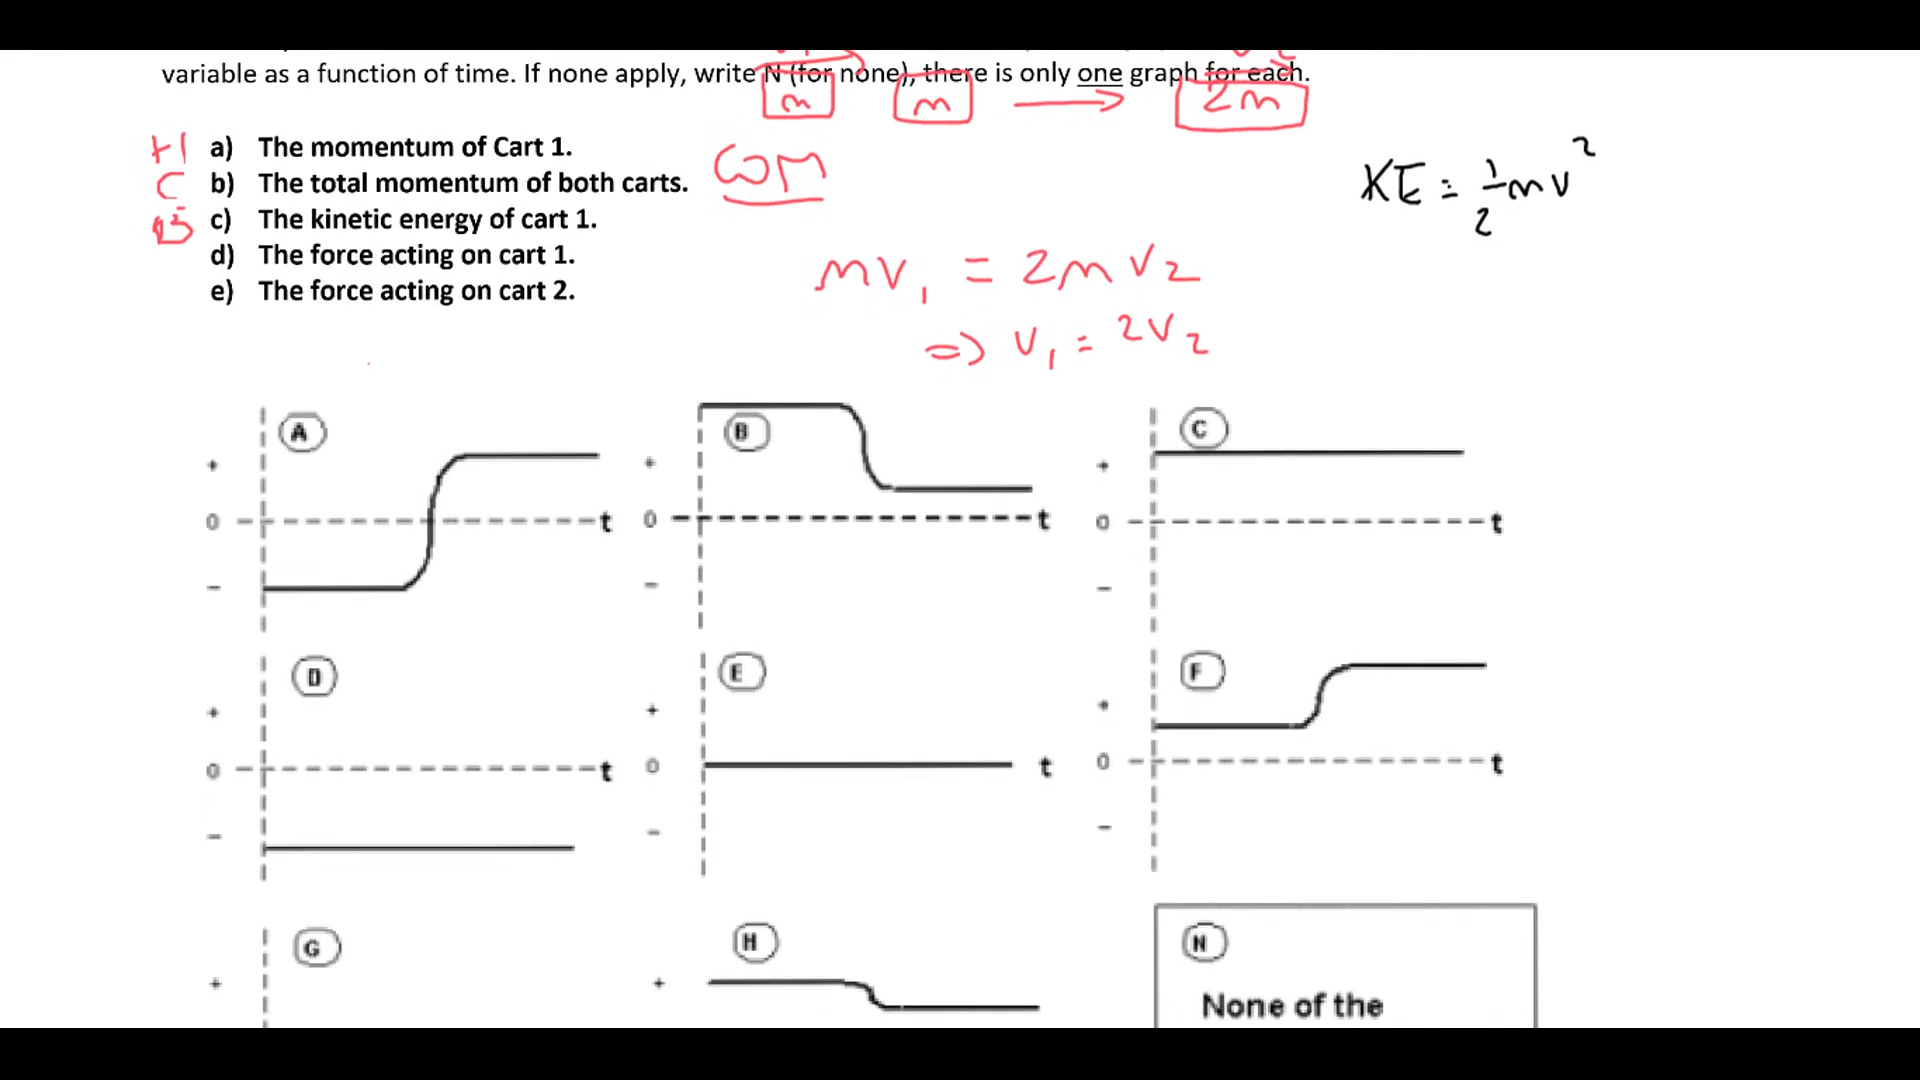 variable as a function of time. If none apply, write N (for none), there is only one graph for each.
m m 2m
H a) The momentum of Cart 1.
C b) The total momentum of both carts. COM
B c) The kinetic energy of cart 1.
d) The force acting on cart 1.
e) The force acting on cart 2.
KE = 1/2 mv²
mv₁ = 2mv₂
⇒ v₁ = 2v₂
A B C
+ + +
0 t 0 t 0 t
− − −
D E F
+ + +
0 t 0 t 0 t
− − −
G H N
+ +
None of the